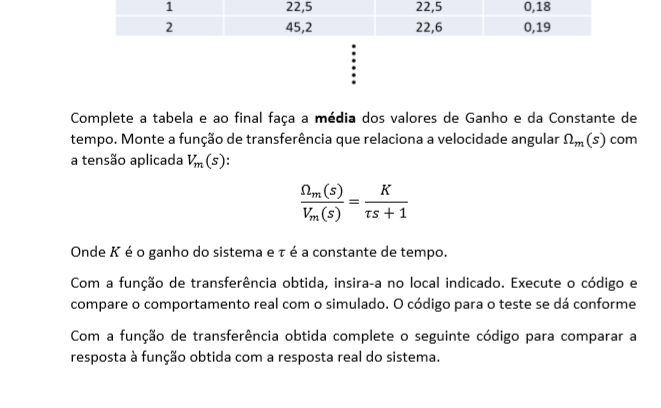 1 22,5 22,5 0,18
2 45,2 22,6 0,19
Complete a tabela e ao final faça a média dos valores de Ganho e da Constante de
tempo. Monte a função de transferência que relaciona a velocidade angular Ωₘ(s) com
a tensão aplicada Vₘ(s):
Ωₘ(s)/Vₘ(s) = K/(τs + 1)
Onde K é o ganho do sistema e τ é a constante de tempo.
Com a função de transferência obtida, insira-a no local indicado. Execute o código e
compare o comportamento real com o simulado. O código para o teste se dá conforme
Com a função de transferência obtida complete o seguinte código para comparar a
resposta à função obtida com a resposta real do sistema.